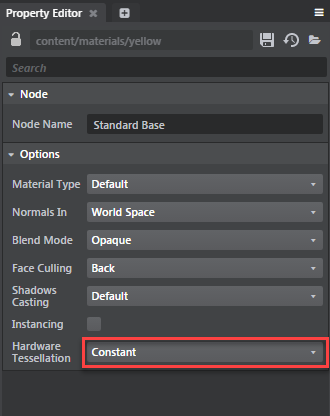 Property Editor
content/materials/yellow
Search
Node
Node Name Standard Base
Options
Material Type Default
Normals In World Space
Blend Mode Opaque
Face Culling Back
Shadows
Casting Default
Instancing
Hardware
Tessellation Constant